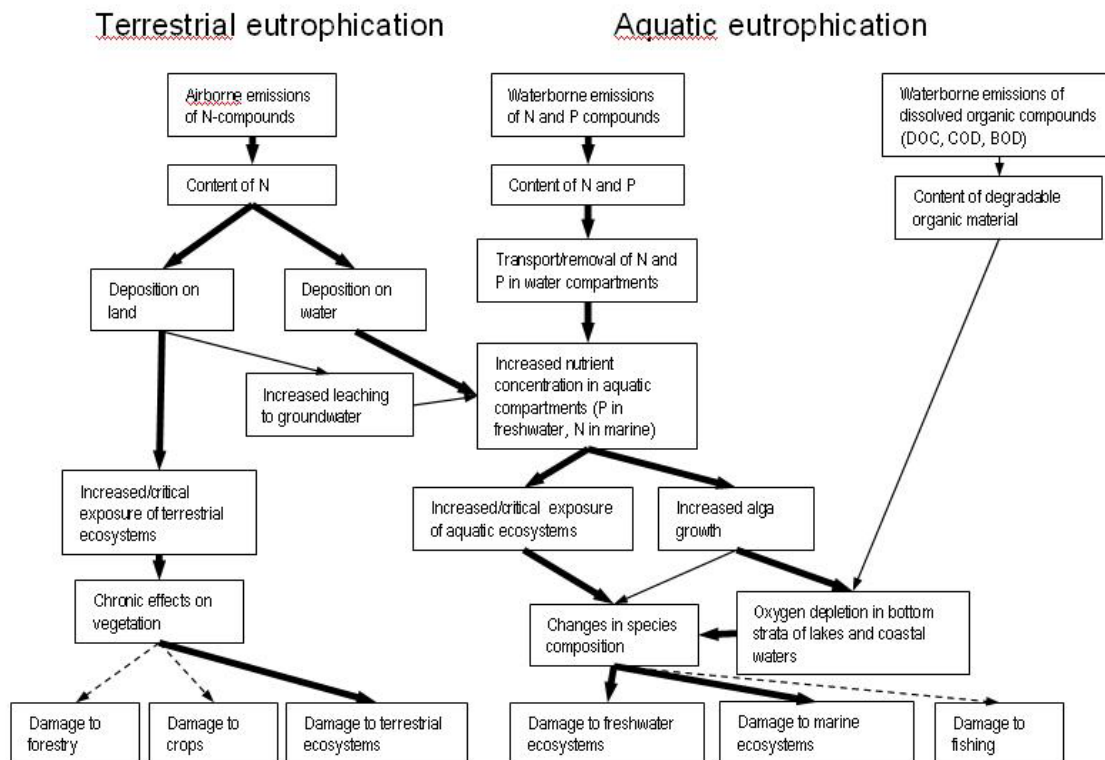 Terrestrial eutrophication
Aquatic eutrophication
Airborne emissions
of N-compounds
Waterborne emissions
of N and P compounds
Waterborne emissions of
dissolved organic compounds
(DOC, COD, BOD)
Content of N
Content of N and P
Content of degradable
organic material
Deposition on
land
Deposition on
water
Transport/removal of N and
P in water compartments
Increased leaching
to groundwater
Increased nutrient
concentration in aquatic
compartments (P in
freshwater, N in marine)
Increased/critical
exposure of terrestrial
ecosystems
Increased/critical exposure
of aquatic ecosystems
Increased alga
growth
Chronic effects on
vegetation
Changes in species
composition
Oxygen depletion in bottom
strata of lakes and coastal
waters
Damage to
forestry
Damage to
crops
Damage to terrestrial
ecosystems
Damage to freshwater
ecosystems
Damage to marine
ecosystems
Damage to
fishing